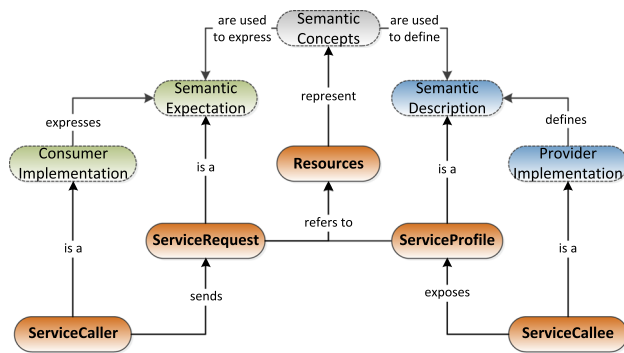 are used
to express
Semantic
Concepts
are used
to define
Semantic
Expectation
Semantic
Description
expresses
represent
defines
Consumer
Implementation
Resources
Provider
Implementation
is a
is a
refers to
ServiceRequest
ServiceProfile
is a
is a
sends
exposes
ServiceCaller
ServiceCallee